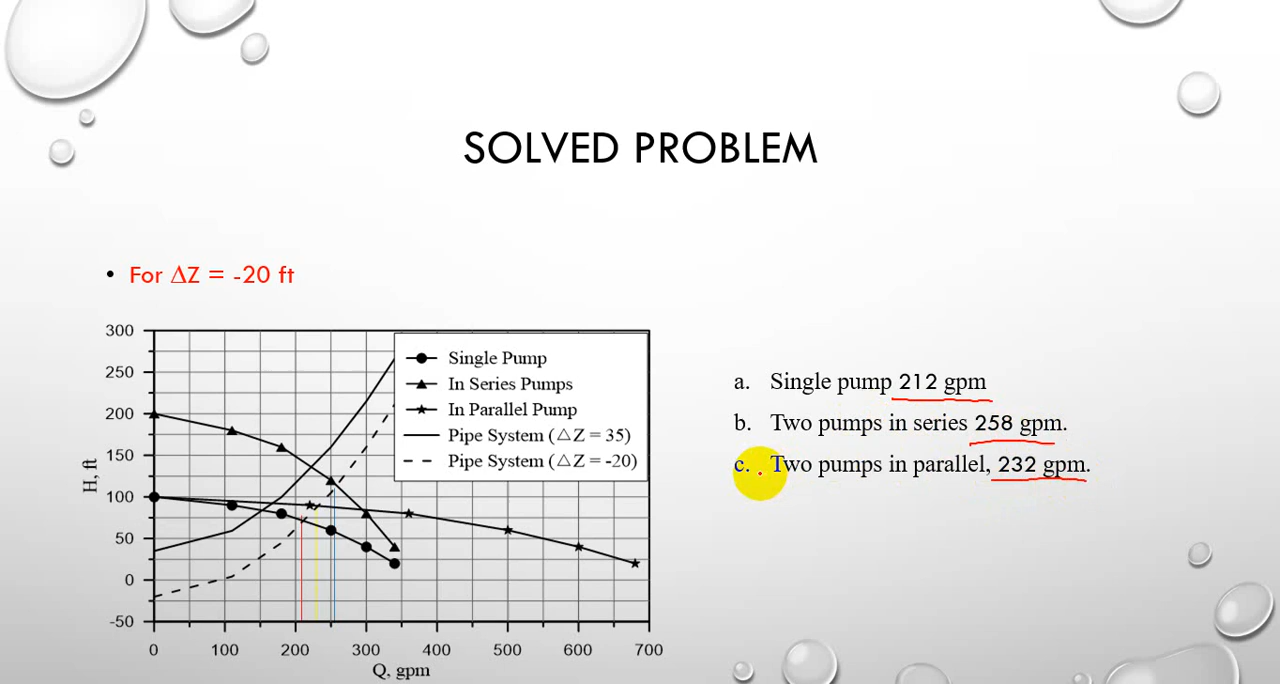 SOLVED PROBLEM
• For ΔZ = -20 ft
300
250
200
150
100
50
0
-50
H, ft
0 100 200 300 400 500 600 700
Q, gpm
Single Pump
In Series Pumps
In Parallel Pump
Pipe System (△Z = 35)
Pipe System (△Z = -20)
a. Single pump 212 gpm
b. Two pumps in series 258 gpm.
c. Two pumps in parallel, 232 gpm.